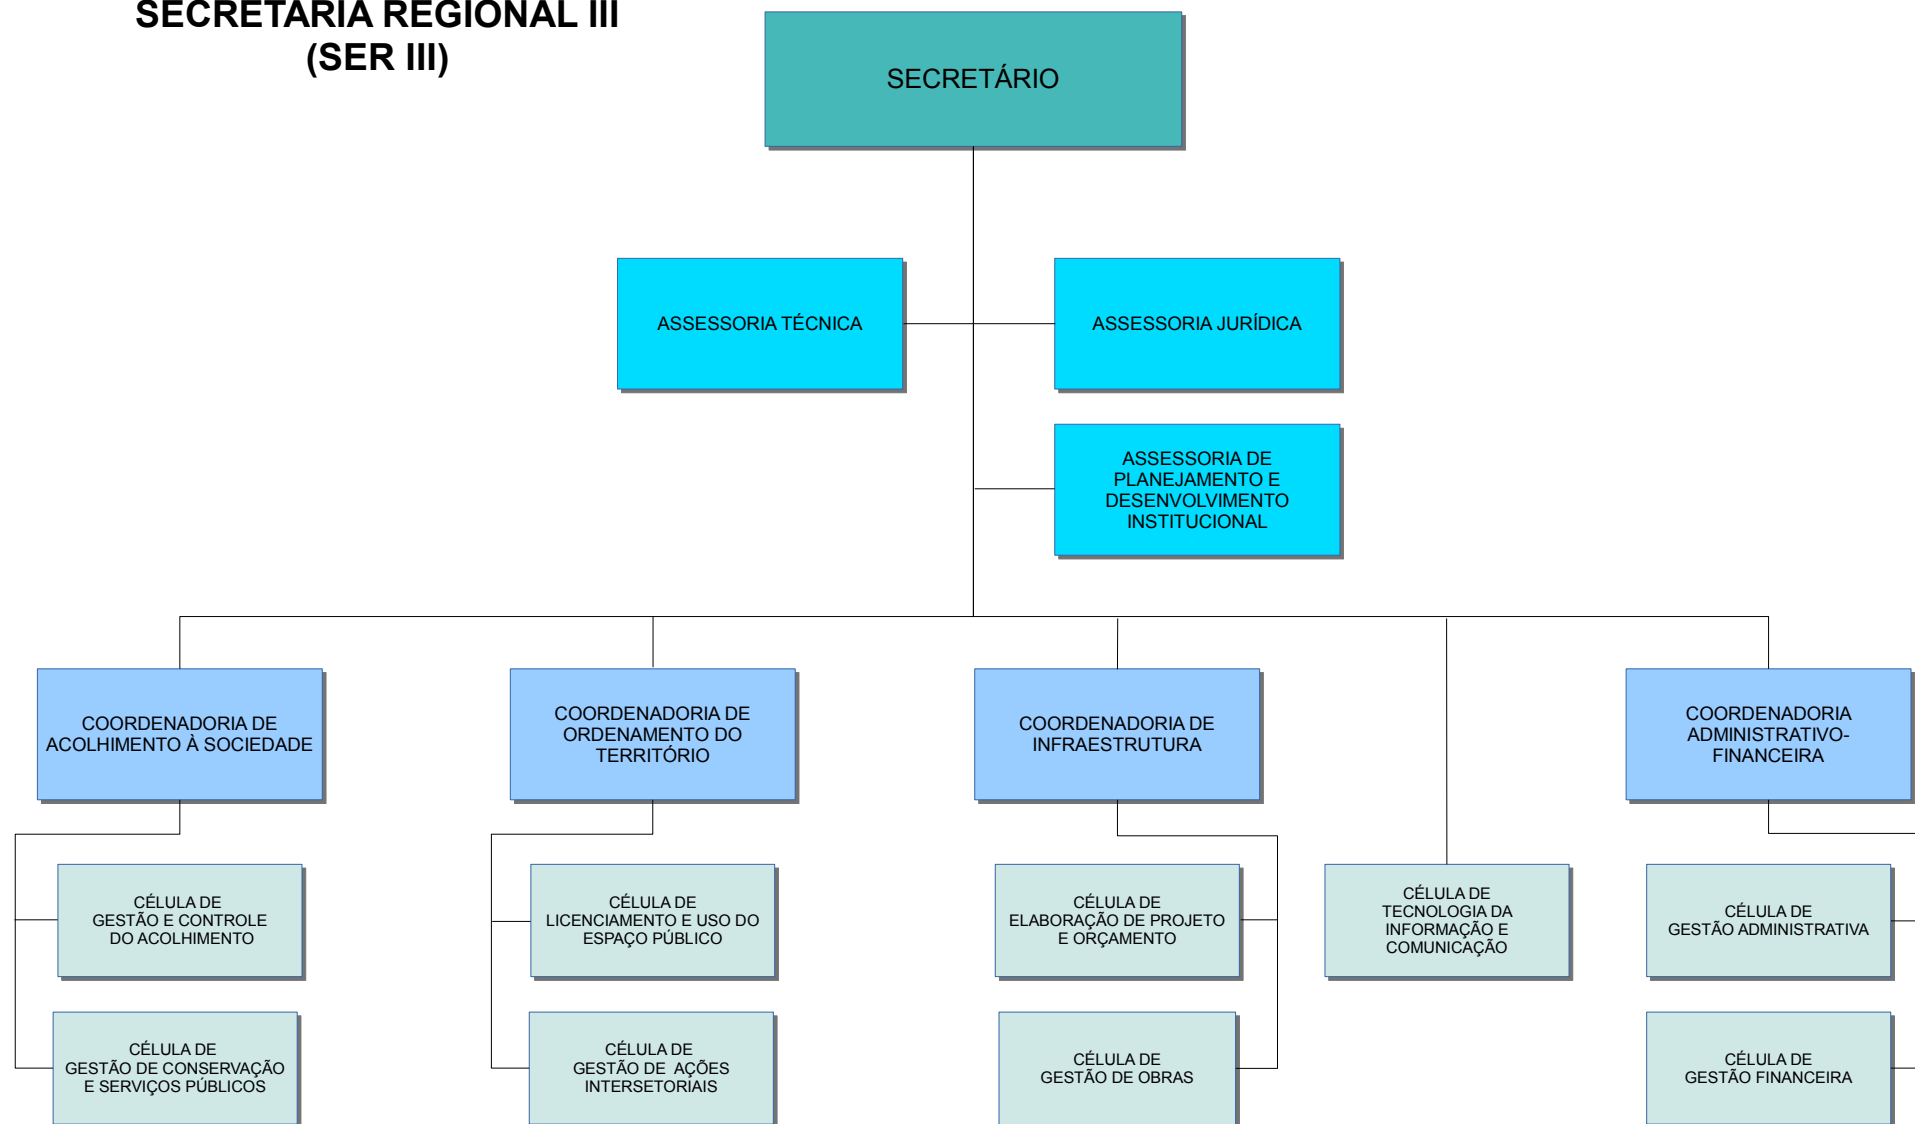 SECRETARIA REGIONAL III
(SER III)
SECRETÁRIO
ASSESSORIA TÉCNICA
ASSESSORIA JURÍDICA
ASSESSORIA DE
PLANEJAMENTO E
DESENVOLVIMENTO
INSTITUCIONAL
COORDENADORIA DE
ACOLHIMENTO À SOCIEDADE
COORDENADORIA DE
ORDENAMENTO DO
TERRITÓRIO
COORDENADORIA DE
INFRAESTRUTURA
COORDENADORIA
ADMINISTRATIVO-
FINANCEIRA
CÉLULA DE
GESTÃO E CONTROLE
DO ACOLHIMENTO
CÉLULA DE
LICENCIAMENTO E USO DO
ESPAÇO PÚBLICO
CÉLULA DE
ELABORAÇÃO DE PROJETO
E ORÇAMENTO
CÉLULA DE
TECNOLOGIA DA
INFORMAÇÃO E
COMUNICAÇÃO
CÉLULA DE
GESTÃO ADMINISTRATIVA
CÉLULA DE
GESTÃO DE CONSERVAÇÃO
E SERVIÇOS PÚBLICOS
CÉLULA DE
GESTÃO DE AÇÕES
INTERSETORIAIS
CÉLULA DE
GESTÃO DE OBRAS
CÉLULA DE
GESTÃO FINANCEIRA